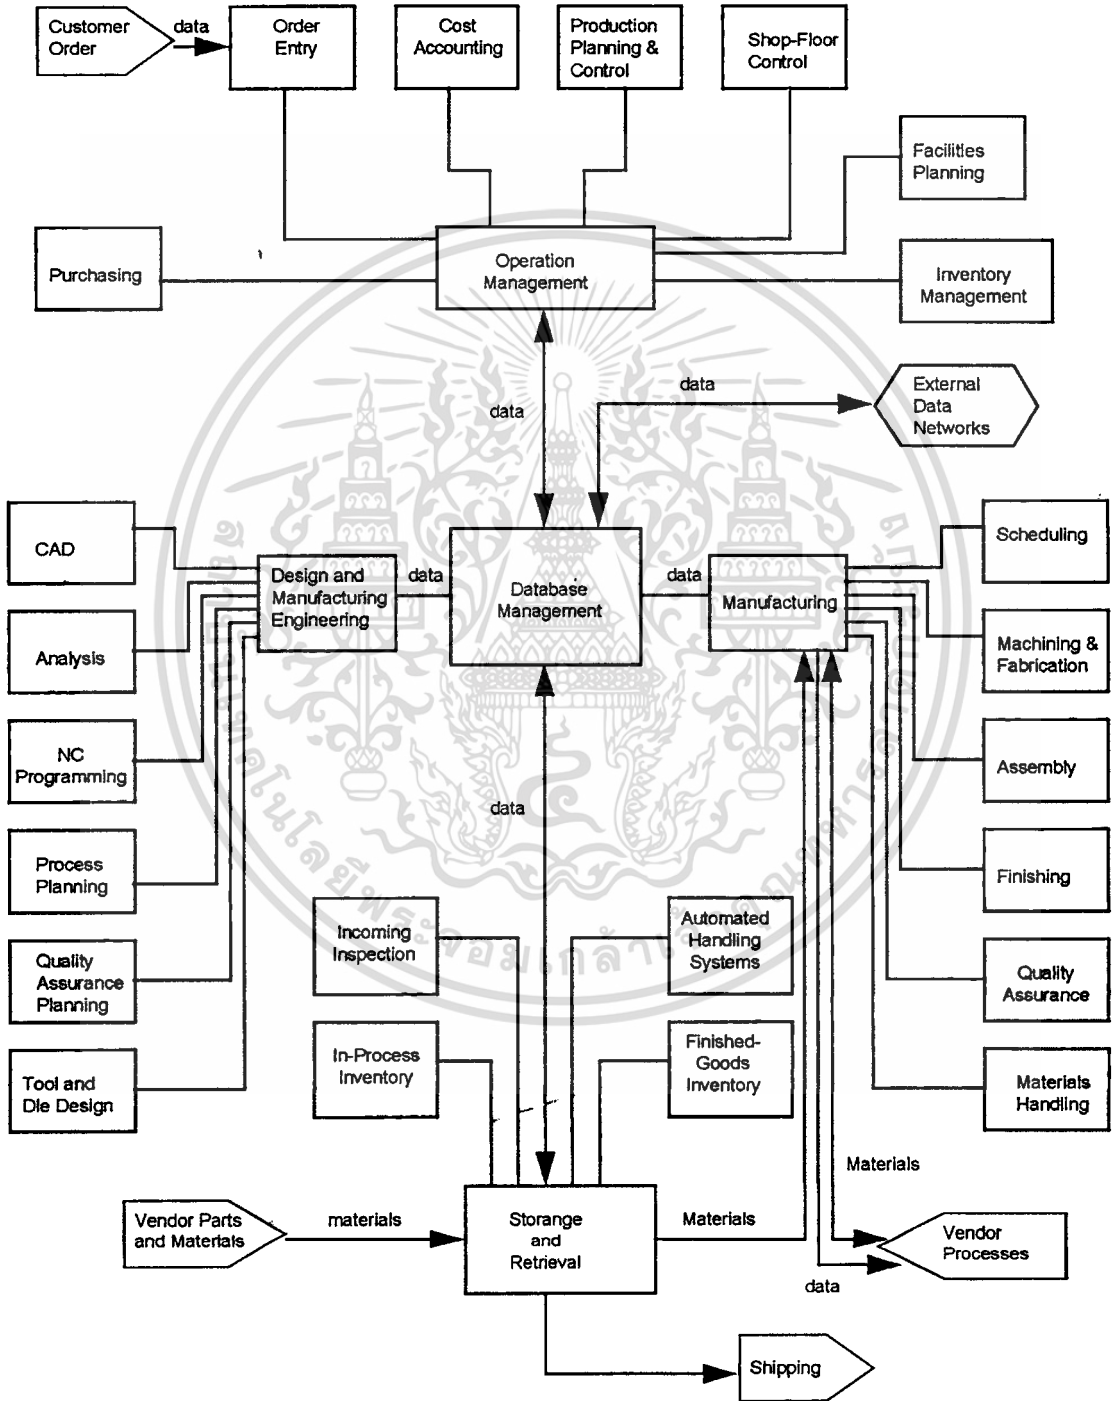 Customer
Order
data
Order
Entry
Cost
Accounting
Production
Planning &
Control
Shop-Floor
Control
Facilities
Planning
Purchasing
Operation
Management
Inventory
Management
data
data
External
Data
Networks
CAD
Design and
Manufacturing
Engineering
data
Database
Management
data
Manufacturing
Scheduling
Analysis
Machining &
Fabrication
NC
Programming
data
Assembly
Process
Planning
Finishing
Incoming
Inspection
Automated
Handling
Systems
Quality
Assurance
Planning
Quality
Assurance
In-Process
Inventory
Finished-
Goods
Inventory
Tool and
Die Design
Materials
Handling
Materials
Vendor Parts
and Materials
materials
Storange
and
Retrieval
Materials
Vendor
Processes
data
Shipping